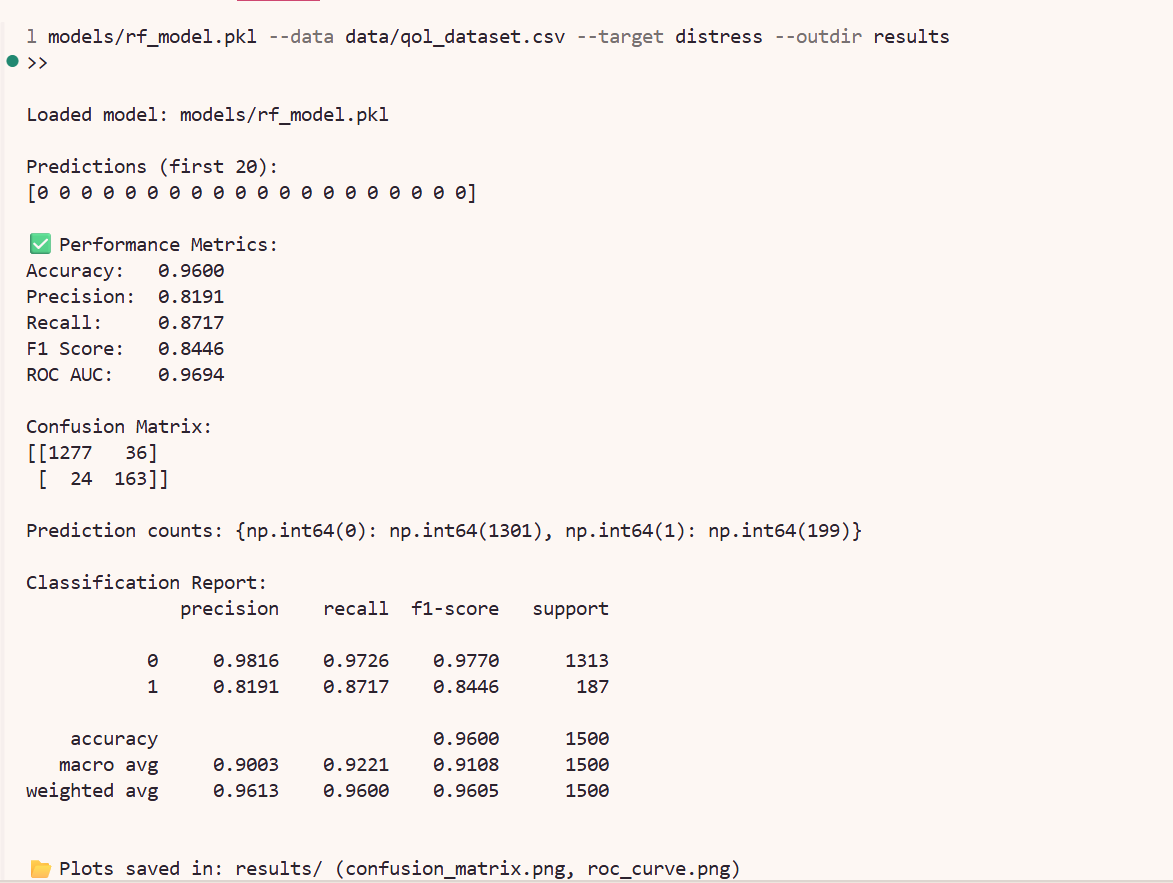 l models/rf_model.pkl --data data/qol_dataset.csv --target distress --outdir results
>>
Loaded model: models/rf_model.pkl
Predictions (first 20):
[0 0 0 0 0 0 0 0 0 0 0 0 0 0 0 0 0 0 0 0]
✅ Performance Metrics:
Accuracy:   0.9600
Precision:  0.8191
Recall:     0.8717
F1 Score:   0.8446
ROC AUC:    0.9694
Confusion Matrix:
[[1277   36]
 [  24  163]]
Prediction counts: {np.int64(0): np.int64(1301), np.int64(1): np.int64(199)}
Classification Report:
              precision    recall  f1-score   support
           0     0.9816    0.9726    0.9770      1313
           1     0.8191    0.8717    0.8446       187
    accuracy                         0.9600      1500
   macro avg     0.9003    0.9221    0.9108      1500
weighted avg     0.9613    0.9600    0.9605      1500
📂 Plots saved in: results/ (confusion_matrix.png, roc_curve.png)